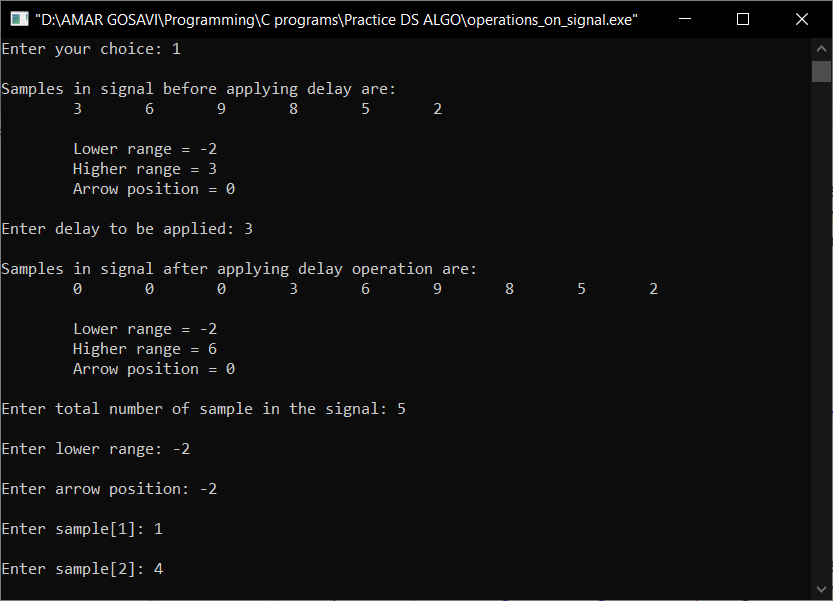 "D:\AMAR GOSAVI\Programming\C programs\Practice DS ALGO\operations_on_signal.exe"
Enter your choice: 1
Samples in signal before applying delay are:
3 6 9 8 5 2
Lower range = -2
Higher range = 3
Arrow position = 0
Enter delay to be applied: 3
Samples in signal after applying delay operation are:
0 0 0 3 6 9 8 5 2
Lower range = -2
Higher range = 6
Arrow position = 0
Enter total number of sample in the signal: 5
Enter lower range: -2
Enter arrow position: -2
Enter sample[1]: 1
Enter sample[2]: 4